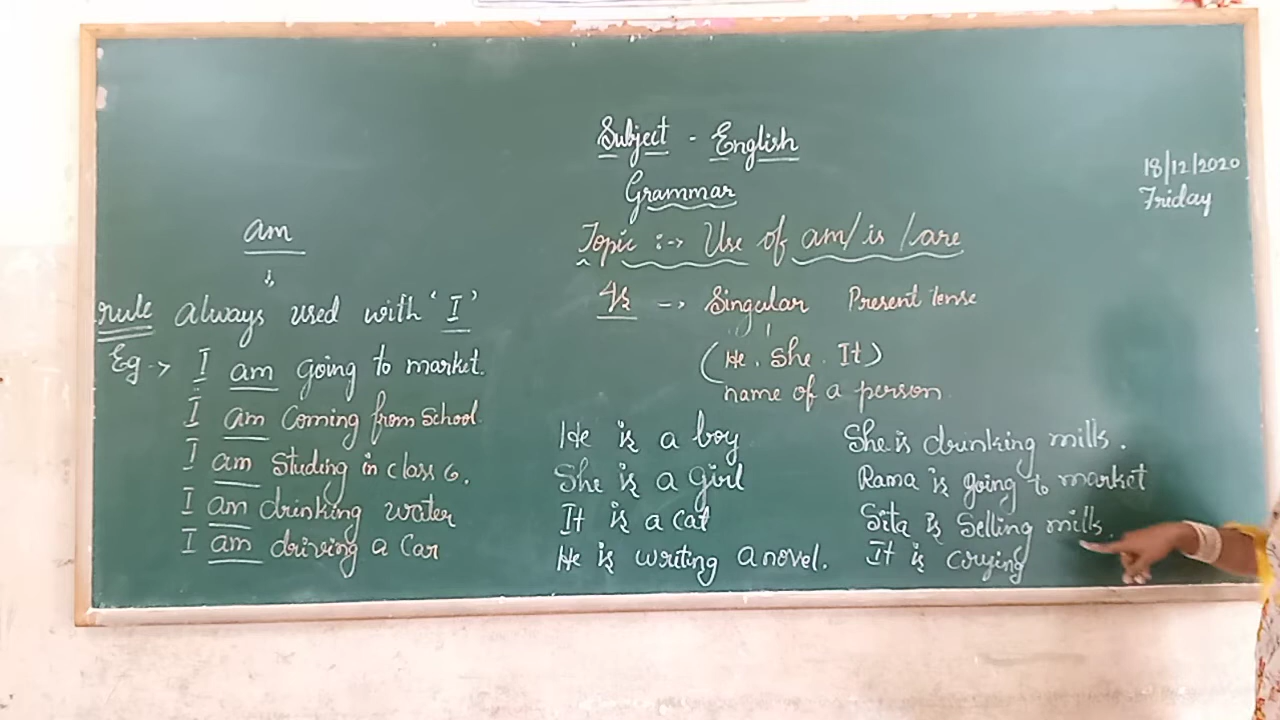 Subject - English
Grammar
18/12/2020
Friday
Topic :-> Use of am/is/are
am
rule always used with 'I'
Eg -> I am going to market.
I am coming from School.
I am Studing in class 6.
I am drinking water
I am driving a Car
Is -> Singular Present tense
(He, She, It)
name of a person
He is a boy
She is a girl
It is a cat
He is writing a novel.
She is drinking milk.
Rama is going to market
Sita is Selling milk.
It is crying